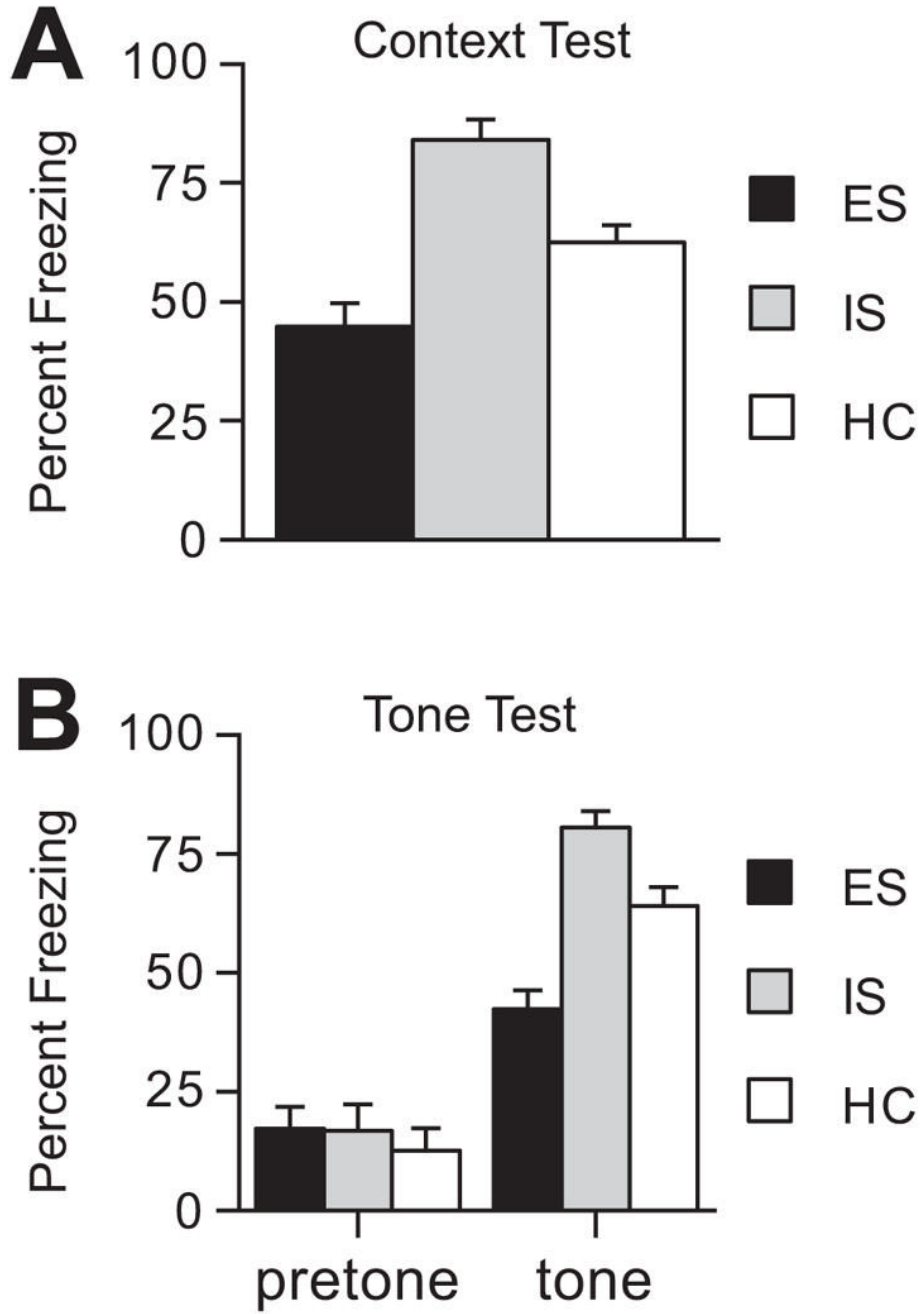 A
Context Test
Percent Freezing
100
75
50
25
0
ES
IS
HC
B
Tone Test
Percent Freezing
100
75
50
25
0
pretone
tone
ES
IS
HC